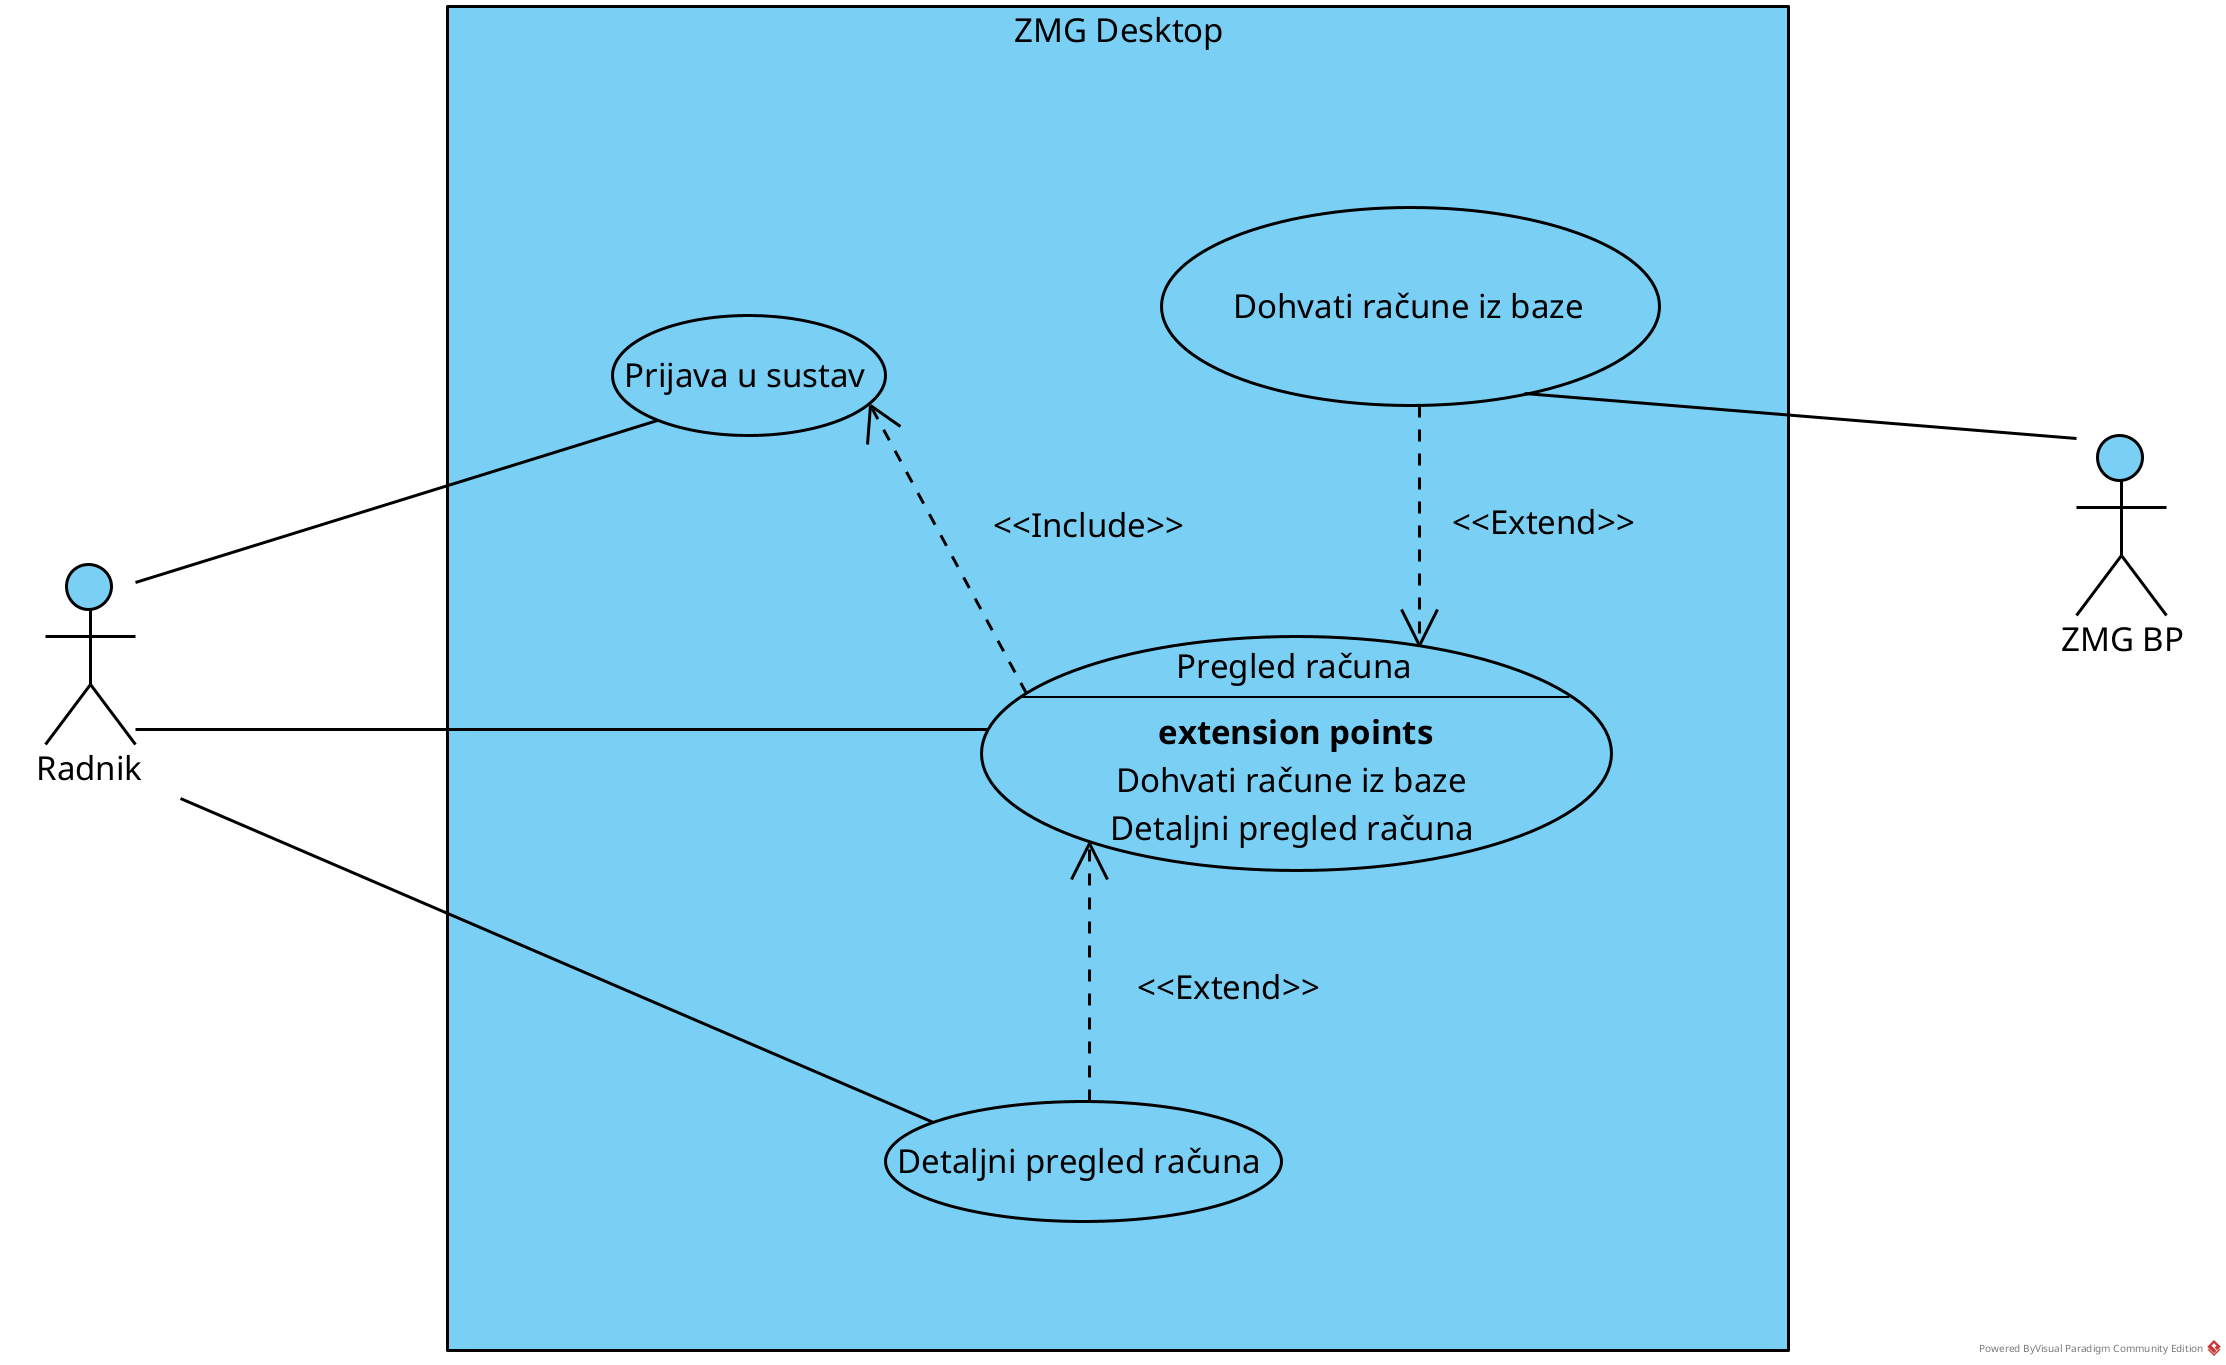 ZMG Desktop
Dohvati račune iz baze
Prijava u sustav
<<Include>>
<<Extend>>
ZMG BP
Pregled računa
extension points
Dohvati račune iz baze
Detaljni pregled računa
Radnik
<<Extend>>
Detaljni pregled računa
Powered ByVisual Paradigm Community Edition